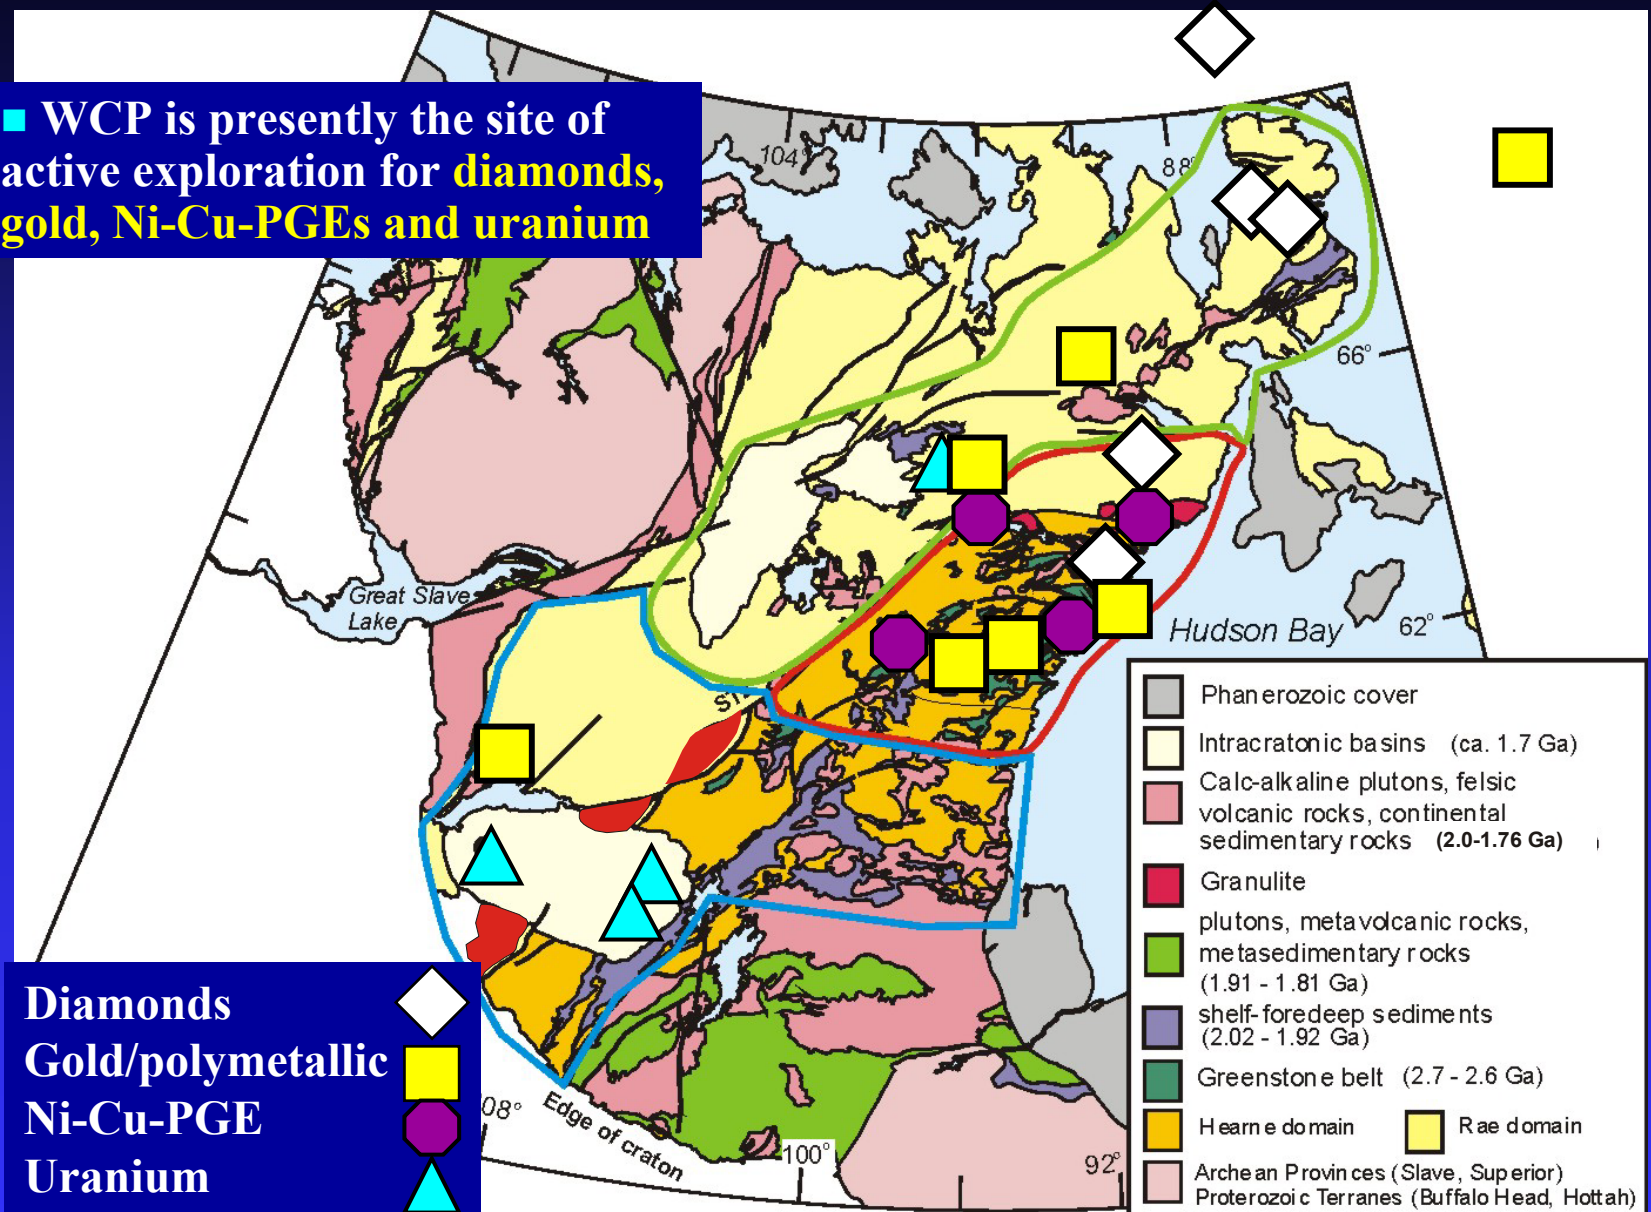 ■ WCP is presently the site of
active exploration for diamonds,
gold, Ni-Cu-PGEs and uranium
104°
88°
66°
Great Slave
Lake
Hudson Bay
62°
Phanerozoic cover
Intracratonic basins (ca. 1.7 Ga)
Calc-alkaline plutons, felsic
volcanic rocks, continental
sedimentary rocks (2.0-1.76 Ga) )
Granulite
plutons, metavolcanic rocks,
metasedimentary rocks
(1.91 - 1.81 Ga)
shelf-foredeep sediments
(2.02 - 1.92 Ga)
Greenstone belt (2.7 - 2.6 Ga)
Hearne domain Rae domain
Archean Provinces (Slave, Superior)
Proterozoic Terranes (Buffalo Head, Hottah)
Diamonds
Gold/polymetallic
Ni-Cu-PGE
Uranium
08°
Edge of craton
100°
92°